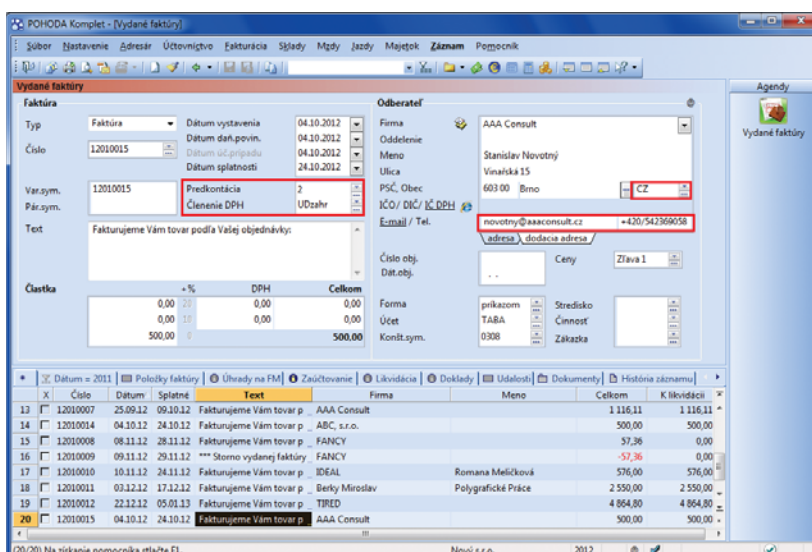 POHODA Komplet - [Vydané faktúry]
Súbor Nastavenie Adresár Účtovníctvo Fakturácia Sklady Mzdy Jazdy Majetok Záznam Pomocník
Vydané faktúry
Agendy
Vydané faktúry
Faktúra
Typ Faktúra
Číslo 12010015
Dátum vystavenia 04.10.2012
Dátum daň.povin. 04.10.2012
Dátum úč.prípadu 04.10.2012
Dátum splatnosti 24.10.2012
Var.sym. 12010015
Pár.sym.
Predkontácia 2
Členenie DPH UDzahr
Text Fakturujeme Vám tovar podľa Vašej objednávky:
Čiastka + % DPH Celkom
0,00 20 0,00 0,00
0,00 10 0,00 0,00
500,00 0 500,00
Odberateľ
Firma AAA Consult
Oddelenie
Meno Stanislav Novotný
Ulica Vinařská 15
PSČ, Obec 603 00 Brno CZ
IČO/ DIČ/ IČ DPH
E-mail / Tel. novotny@aaaconsult.cz +420/542369058
adresa dodacia adresa
Číslo obj. Ceny Zľava 1
Dát.obj. . .
Forma príkazom Stredisko
Účet TABA Činnosť
Konšt.sym. 0308 Zákazka
Dátum = 2011 Položky faktúry Úhrady na FM Zaúčtovanie Likvidácia Doklady Udalosti Dokumenty História záznamu
X Číslo Dátum Splatné Text Firma Meno Celkom K likvidácii
13 12010007 25.09.12 09.10.12 Fakturujeme Vám tovar p AAA Consult 1 116,11 1 116,11
14 12010014 04.10.12 24.10.12 Fakturujeme Vám tovar p ABC, s.r.o. 500,00 500,00
15 12010008 08.11.12 28.11.12 Fakturujeme Vám tovar p FANCY 57,36 0,00
16 12010009 09.11.12 29.11.12 *** Storno vydanej faktúry FANCY -57,36 0,00
17 12010010 10.11.12 24.11.12 Fakturujeme Vám tovar p IDEAL Romana Meličková 576,00 576,00
18 12010011 03.12.12 17.12.12 Fakturujeme Vám tovar p Berky Miroslav Polygrafické Práce 2 550,00 2 550,00
19 12010012 22.12.12 05.01.13 Fakturujeme Vám tovar p TIRED 4 864,80 4 864,80
20 12010015 04.10.12 24.10.12 Fakturujeme Vám tovar p AAA Consult 500,00 500,00
(20/20) Na získanie pomocníka stlačte F1. Nový s.r.o. 2012